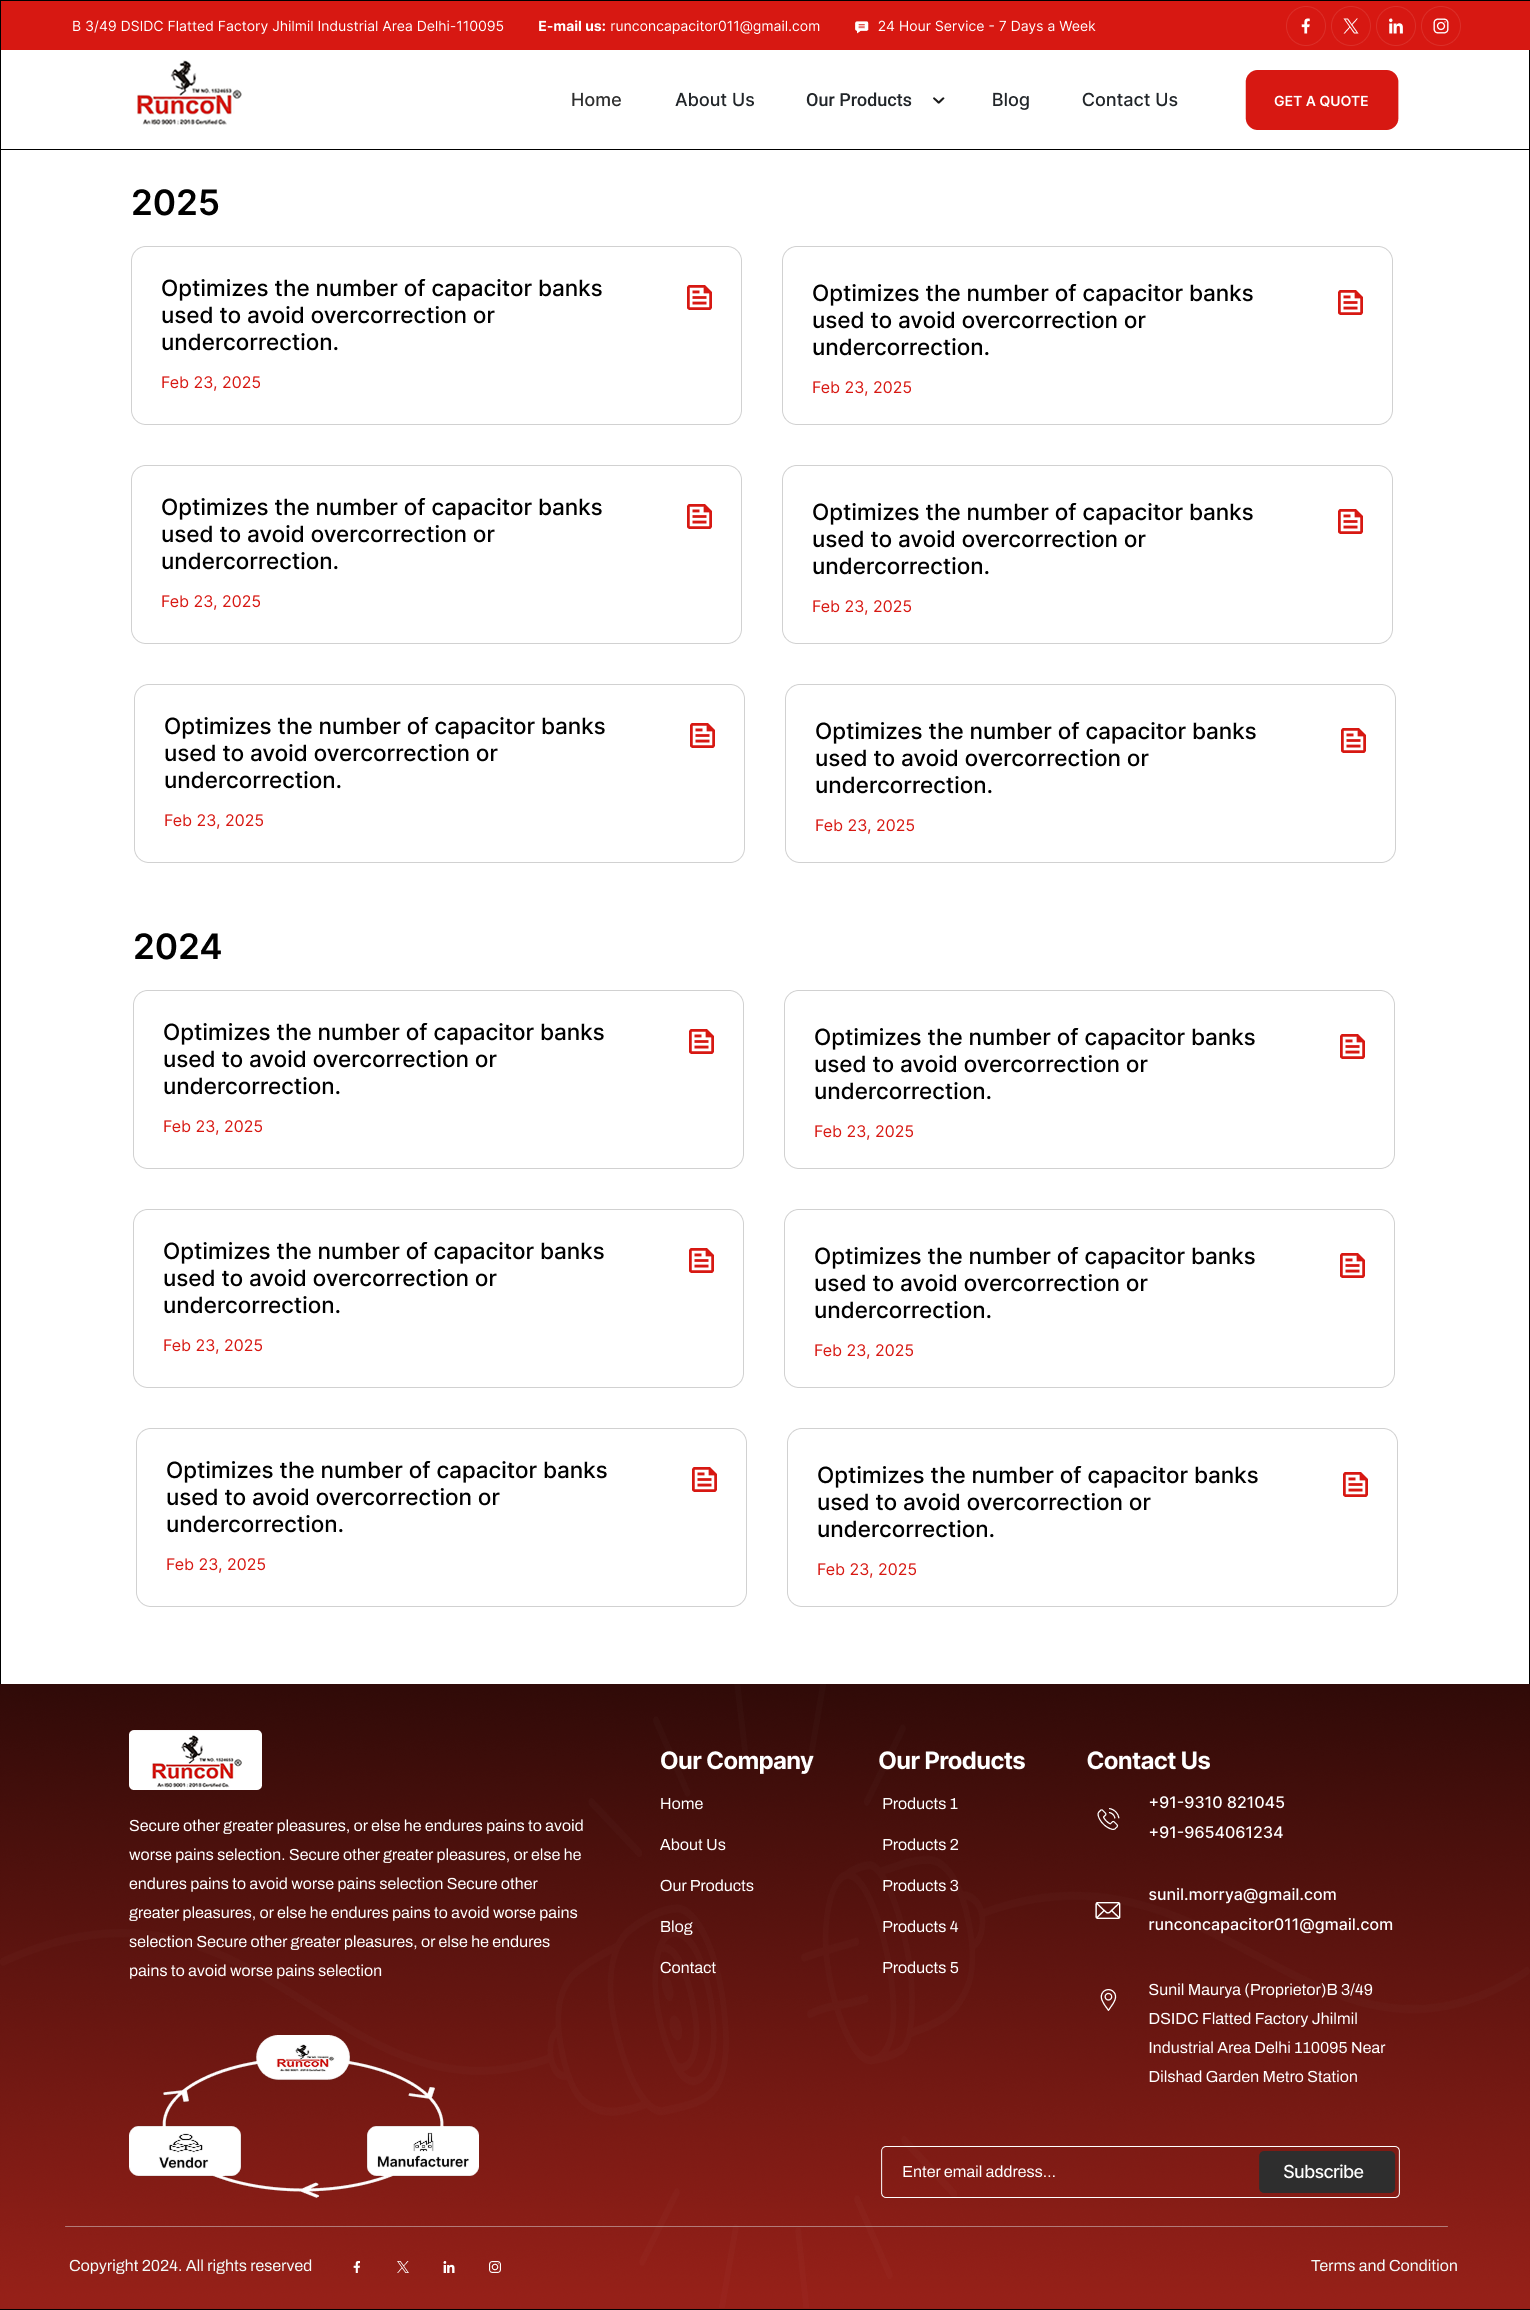 B 3/49 DSIDC Flatted Factory Jhilmil Industrial Area Delhi-110095
E-mail us: runconcapacitor011@gmail.com
24 Hour Service - 7 Days a Week
RuncoN®
An ISO 9001 : 2015 Certified Co.
Home
About Us
Our Products
Blog
Contact Us
GET A QUOTE
2025
Optimizes the number of capacitor banks
used to avoid overcorrection or
undercorrection.
Feb 23, 2025
Optimizes the number of capacitor banks
used to avoid overcorrection or
undercorrection.
Feb 23, 2025
Optimizes the number of capacitor banks
used to avoid overcorrection or
undercorrection.
Feb 23, 2025
Optimizes the number of capacitor banks
used to avoid overcorrection or
undercorrection.
Feb 23, 2025
Optimizes the number of capacitor banks
used to avoid overcorrection or
undercorrection.
Feb 23, 2025
Optimizes the number of capacitor banks
used to avoid overcorrection or
undercorrection.
Feb 23, 2025
2024
Optimizes the number of capacitor banks
used to avoid overcorrection or
undercorrection.
Feb 23, 2025
Optimizes the number of capacitor banks
used to avoid overcorrection or
undercorrection.
Feb 23, 2025
Optimizes the number of capacitor banks
used to avoid overcorrection or
undercorrection.
Feb 23, 2025
Optimizes the number of capacitor banks
used to avoid overcorrection or
undercorrection.
Feb 23, 2025
Optimizes the number of capacitor banks
used to avoid overcorrection or
undercorrection.
Feb 23, 2025
Optimizes the number of capacitor banks
used to avoid overcorrection or
undercorrection.
Feb 23, 2025
RuncoN®
Secure other greater pleasures, or else he endures pains to avoid
worse pains selection. Secure other greater pleasures, or else he
endures pains to avoid worse pains selection Secure other
greater pleasures, or else he endures pains to avoid worse pains
selection Secure other greater pleasures, or else he endures
pains to avoid worse pains selection
RuncoN
Vendor
Manufacturer
Our Company
Home
About Us
Our Products
Blog
Contact
Our Products
Products 1
Products 2
Products 3
Products 4
Products 5
Contact Us
+91-9310 821045
+91-9654061234
sunil.morrya@gmail.com
runconcapacitor011@gmail.com
Sunil Maurya (Proprietor)B 3/49
DSIDC Flatted Factory Jhilmil
Industrial Area Delhi 110095 Near
Dilshad Garden Metro Station
Enter email address...
Subscribe
Copyright 2024. All rights reserved
Terms and Condition